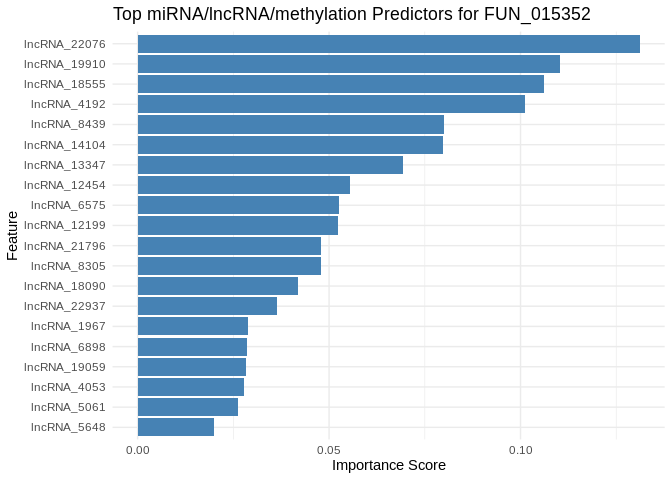 Top miRNA/lncRNA/methylation Predictors for FUN_015352
Feature
lncRNA_22076
lncRNA_19910
lncRNA_18555
lncRNA_4192
lncRNA_8439
lncRNA_14104
lncRNA_13347
lncRNA_12454
lncRNA_6575
lncRNA_12199
lncRNA_21796
lncRNA_8305
lncRNA_18090
lncRNA_22937
lncRNA_1967
lncRNA_6898
lncRNA_19059
lncRNA_4053
lncRNA_5061
lncRNA_5648
0.00 0.05 0.10
Importance Score